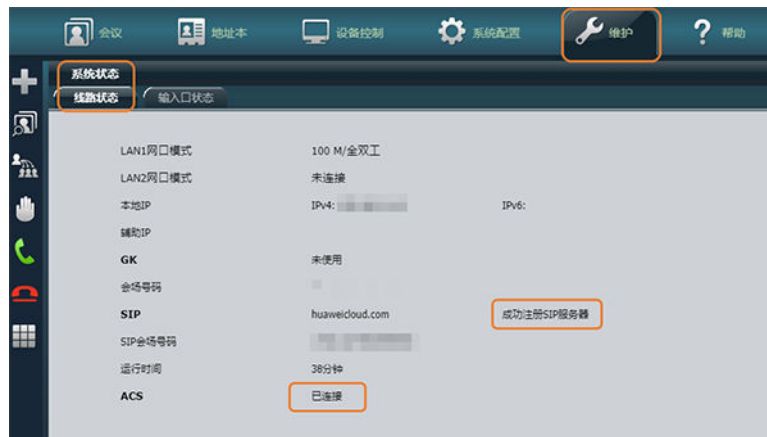 会议 地址本 设备控制 系统配置 维护 ? 帮助
系统状态
线路状态 输入口状态
LAN1网口模式 100 M/全双工
LAN2网口模式 未连接
本地IP IPv4: IPv6:
辅助IP
GK 未使用
会场号码
SIP huaweicloud.com 成功注册SIP服务器
SIP会场号码
运行时间 38分钟
ACS 已连接